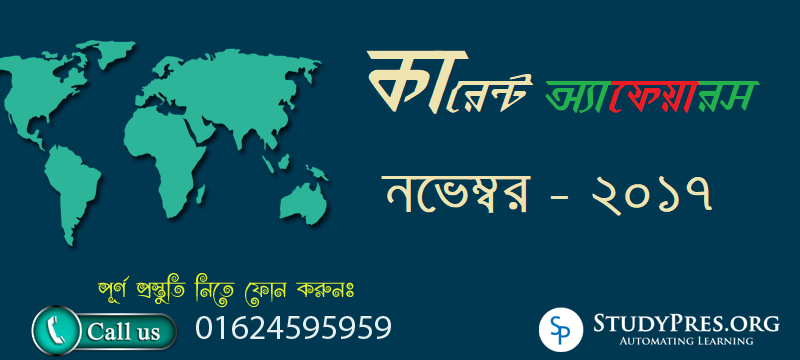 কারেন্ট অ্যাফেয়ারস
নভেম্বর - ২০১৭
পূর্ণ প্রস্তুতি নিতে ফোন করুনঃ
Call us 01624595959
SP StudyPres.org
Automating Learning